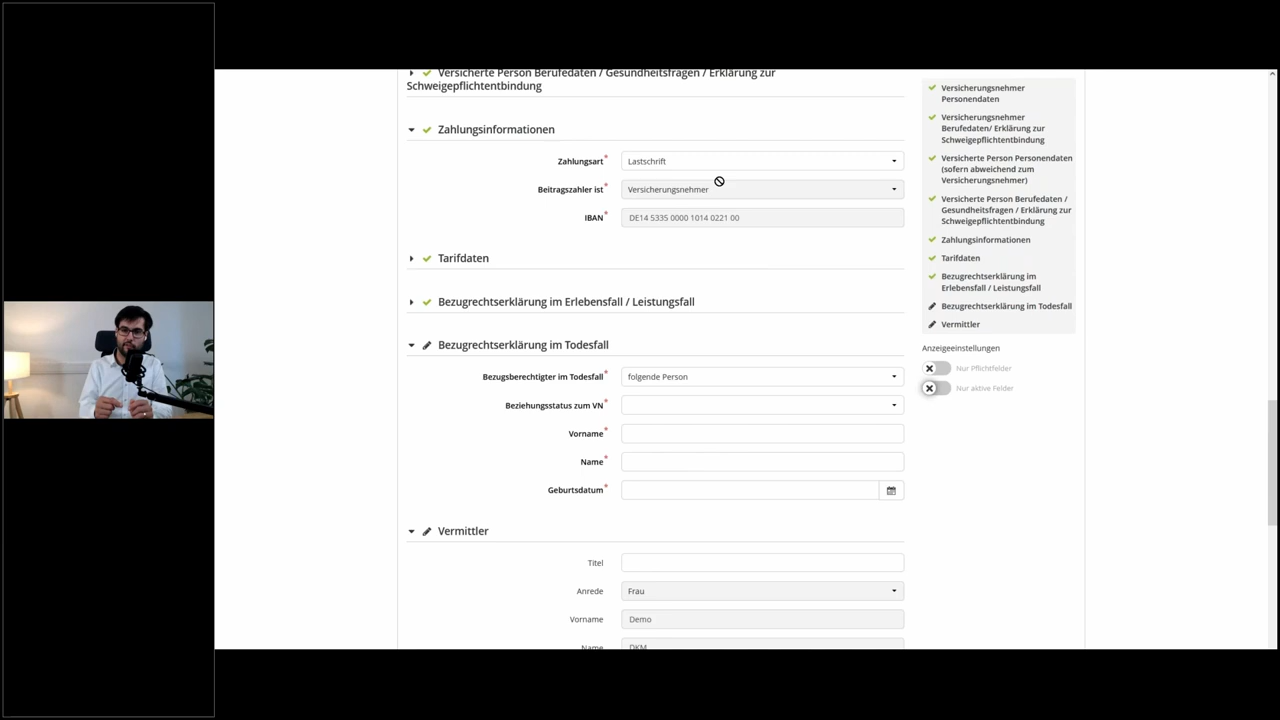 Versicherte Person Berufedaten / Gesundheitsfragen / Erklärung zur
Schweigepflichtentbindung
Zahlungsinformationen
Zahlungsart*
Lastschrift
Beitragszahler ist*
Versicherungsnehmer
IBAN*
DE14 5335 0000 1014 0221 00
Tarifdaten
Bezugrechtserklärung im Erlebensfall / Leistungsfall
Bezugrechtserklärung im Todesfall
Bezugsberechtigter im Todesfall*
folgende Person
Beziehungsstatus zum VN*
Vorname*
Name*
Geburtsdatum*
Vermittler
Titel
Anrede
Frau
Vorname
Demo
Name
DKM
Versicherungsnehmer
Personendaten
Versicherungsnehmer
Berufedaten/ Erklärung zur
Schweigepflichtentbindung
Versicherte Person Personendaten
(sofern abweichend zum
Versicherungsnehmer)
Versicherte Person Berufedaten /
Gesundheitsfragen / Erklärung zur
Schweigepflichtentbindung
Zahlungsinformationen
Tarifdaten
Bezugrechtserklärung im
Erlebensfall / Leistungsfall
Bezugrechtserklärung im Todesfall
Vermittler
Anzeigeeinstellungen
Nur Pflichtfelder
Nur aktive Felder